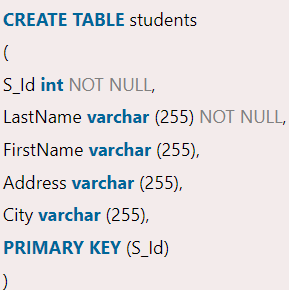 CREATE TABLE students
(
S_Id int NOT NULL,
LastName varchar (255) NOT NULL,
FirstName varchar (255),
Address varchar (255),
City varchar (255),
PRIMARY KEY (S_Id)
)